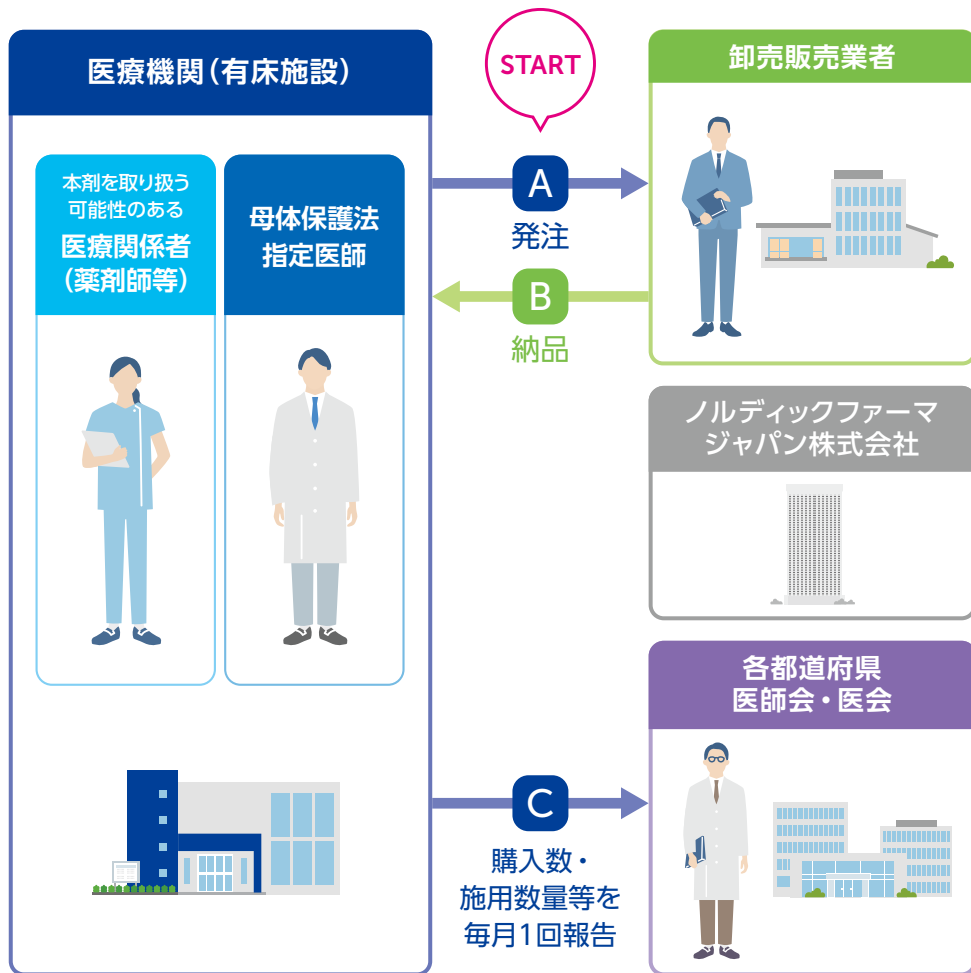 医療機関(有床施設)
本剤を取り扱う
可能性のある
医療関係者
(薬剤師等)
母体保護法
指定医師
START
A
発注
B
納品
卸売販売業者
ノルディックファーマ
ジャパン株式会社
各都道府県
医師会・医会
C
購入数・
施用数量等を
毎月1回報告